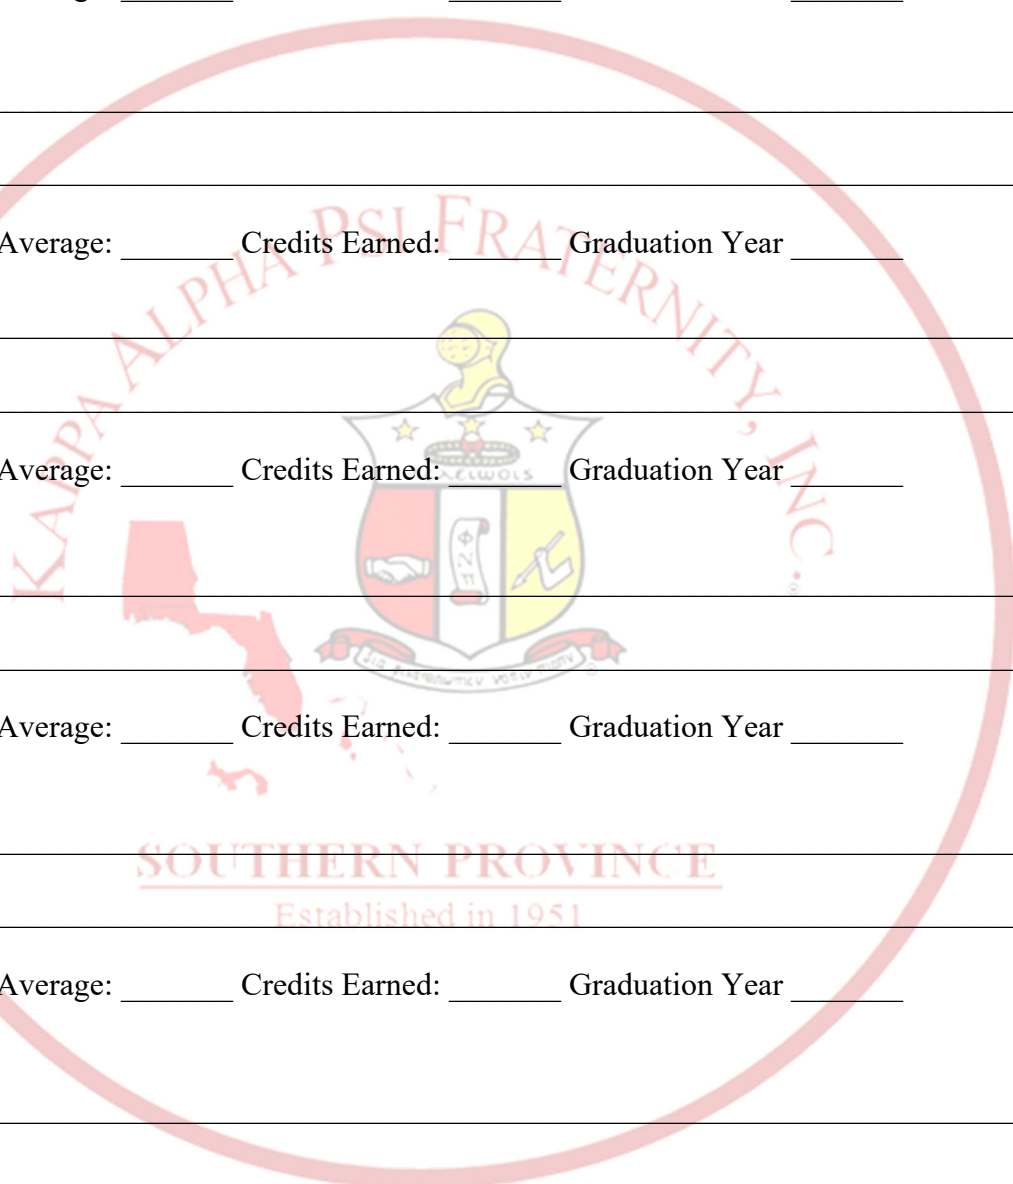 Average: _______ Credits Earned: _______ Graduation Year _______
KAPPA ALPHA PSI FRATERNITY, INC.®
Average: _______ Credits Earned: _______ Graduation Year _______
ΦΝΠ
Average: _______ Credits Earned: _______ Graduation Year _______
SOUTHERN PROVINCE
Established in 1951
Average: _______ Credits Earned: _______ Graduation Year _______